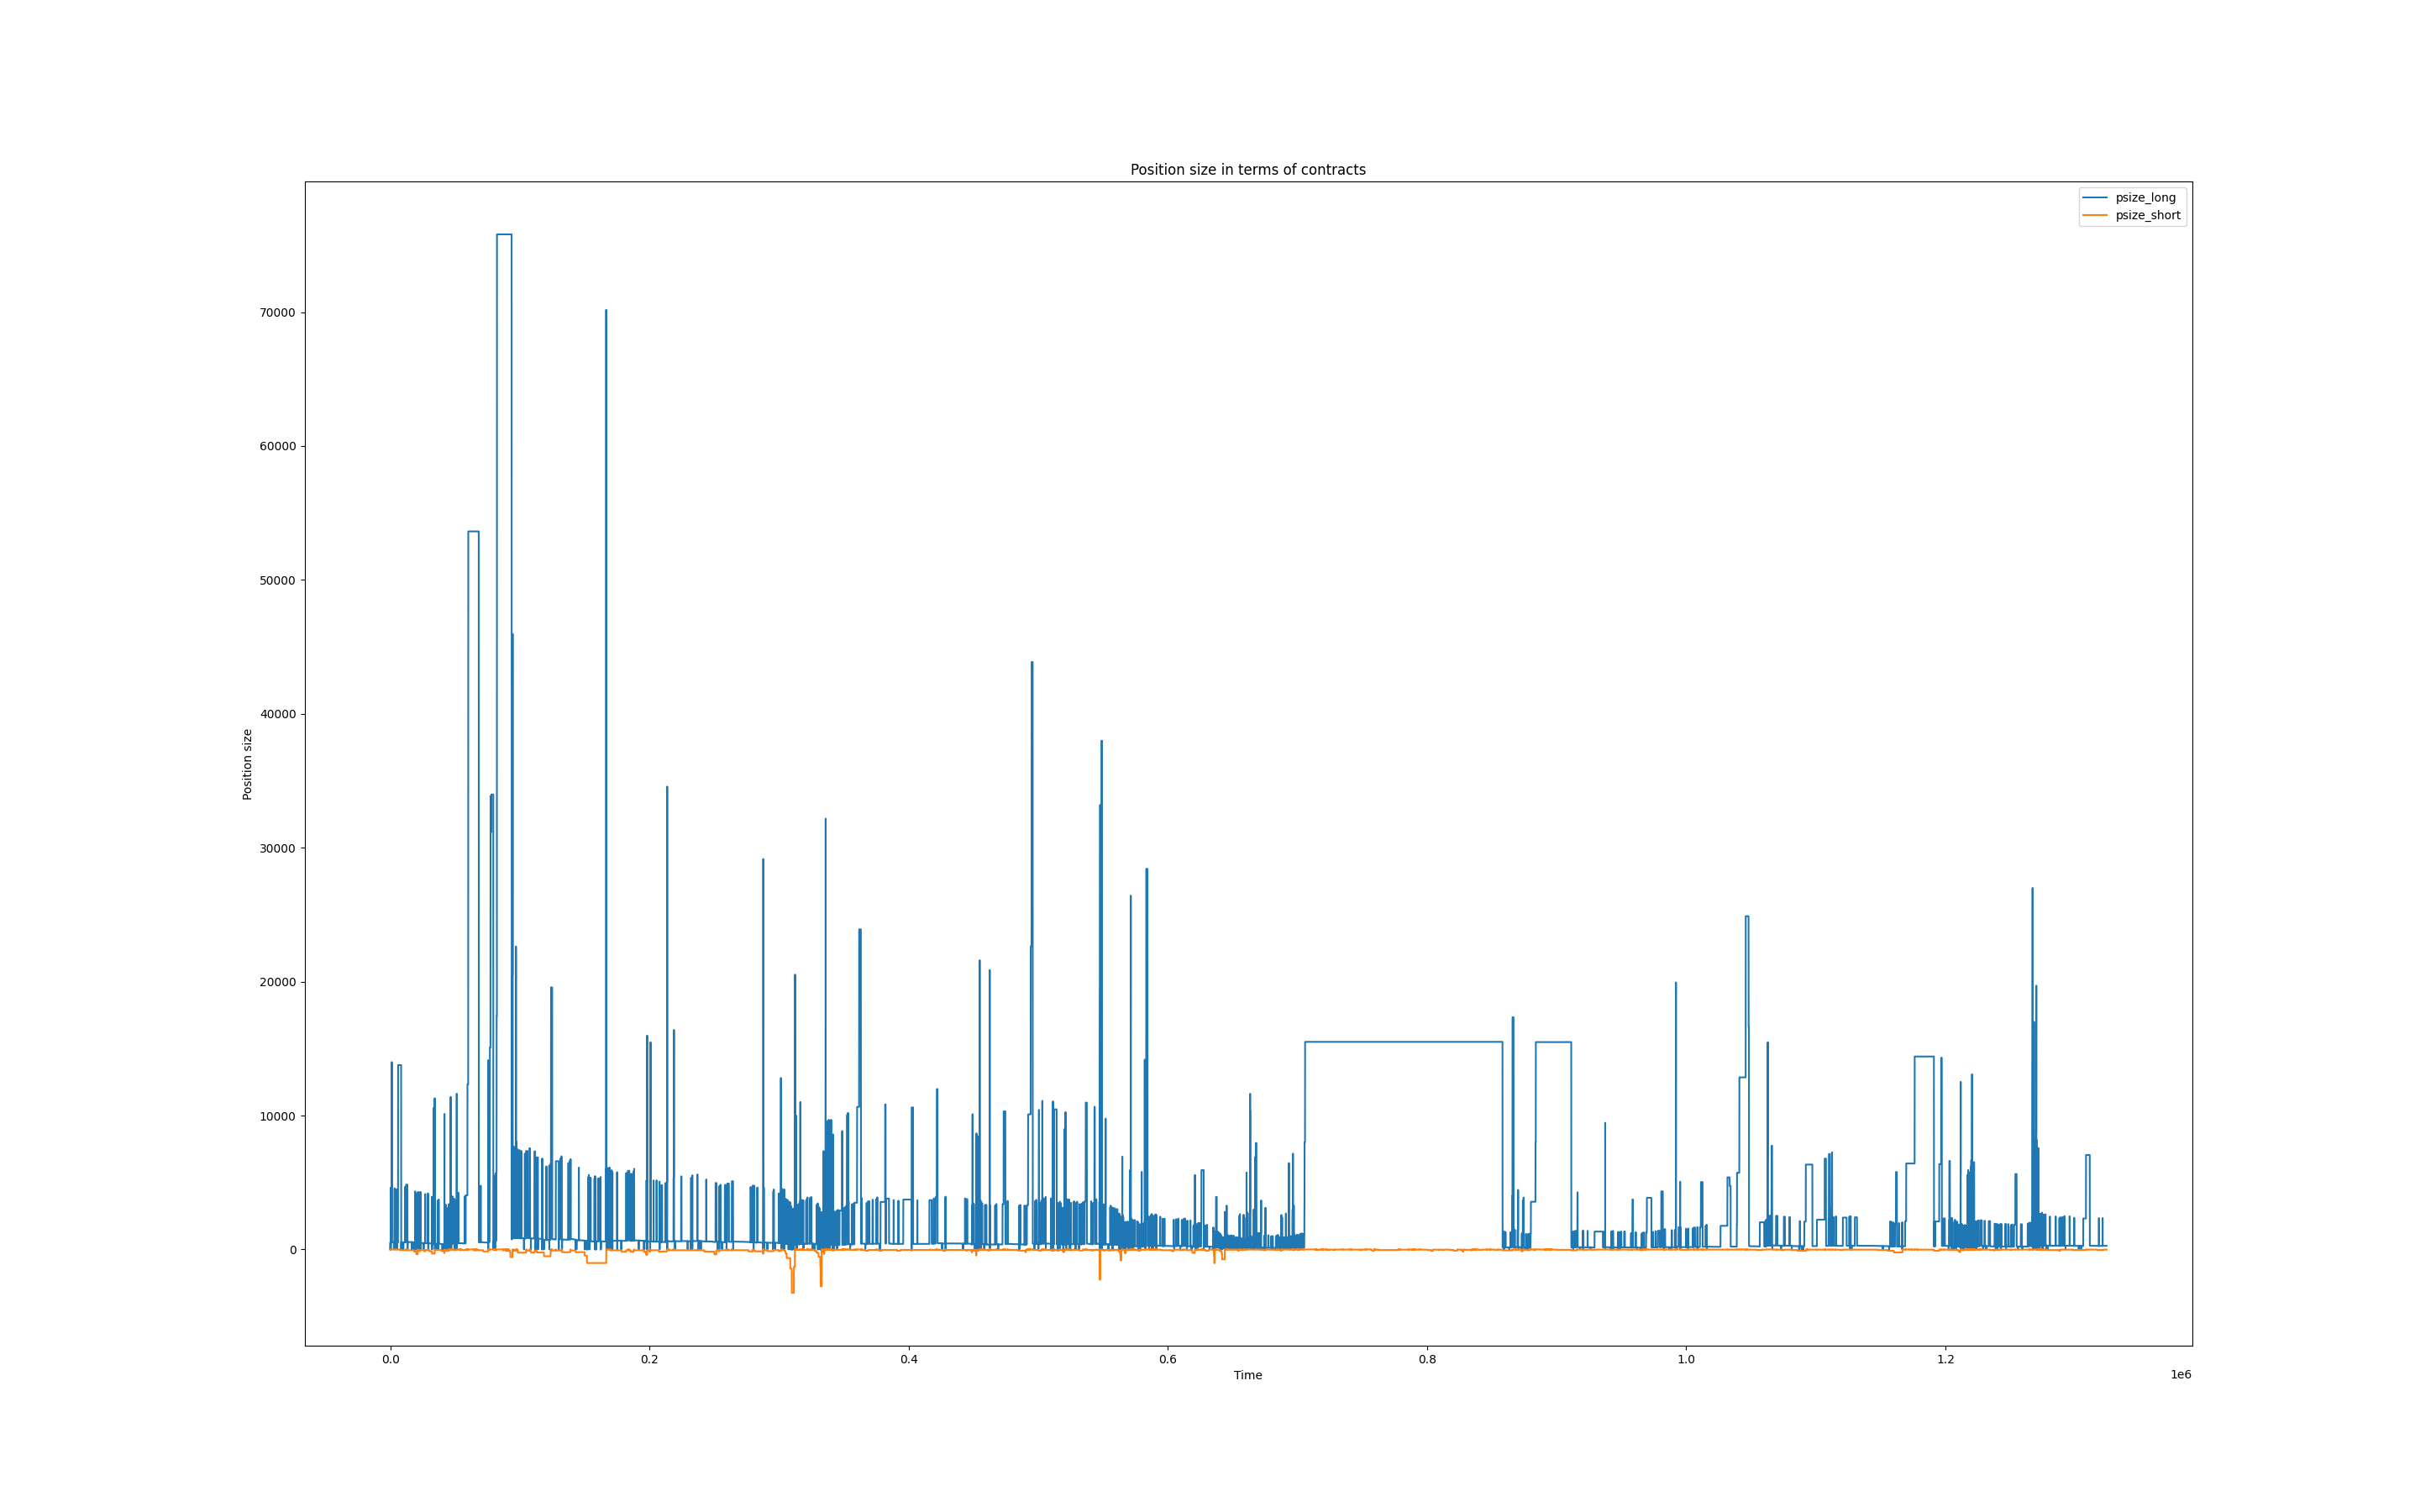 Position size in terms of contracts
psize_long
psize_short
70000
60000
50000
40000
30000
20000
10000
0
Position size
0.0 0.2 0.4 0.6 0.8 1.0 1.2
Time
1e6